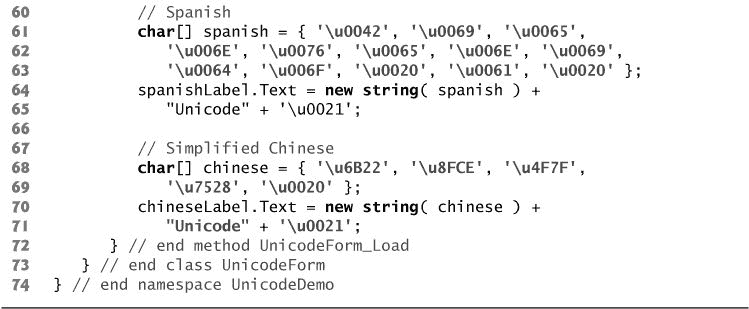 60 // Spanish
61 char[] spanish = { '\u0042', '\u0069', '\u0065',
62 '\u006E', '\u0076', '\u0065', '\u006E', '\u0069',
63 '\u0064', '\u006F', '\u0020', '\u0061', '\u0020' };
64 spanishLabel.Text = new string( spanish ) +
65 "Unicode" + '\u0021';
66
67 // Simplified Chinese
68 char[] chinese = { '\u6B22', '\u8FCE', '\u4F7F',
69 '\u7528', '\u0020' };
70 chineseLabel.Text = new string( chinese ) +
71 "Unicode" + '\u0021';
72 } // end method UnicodeForm_Load
73 } // end class UnicodeForm
74 } // end namespace UnicodeDemo